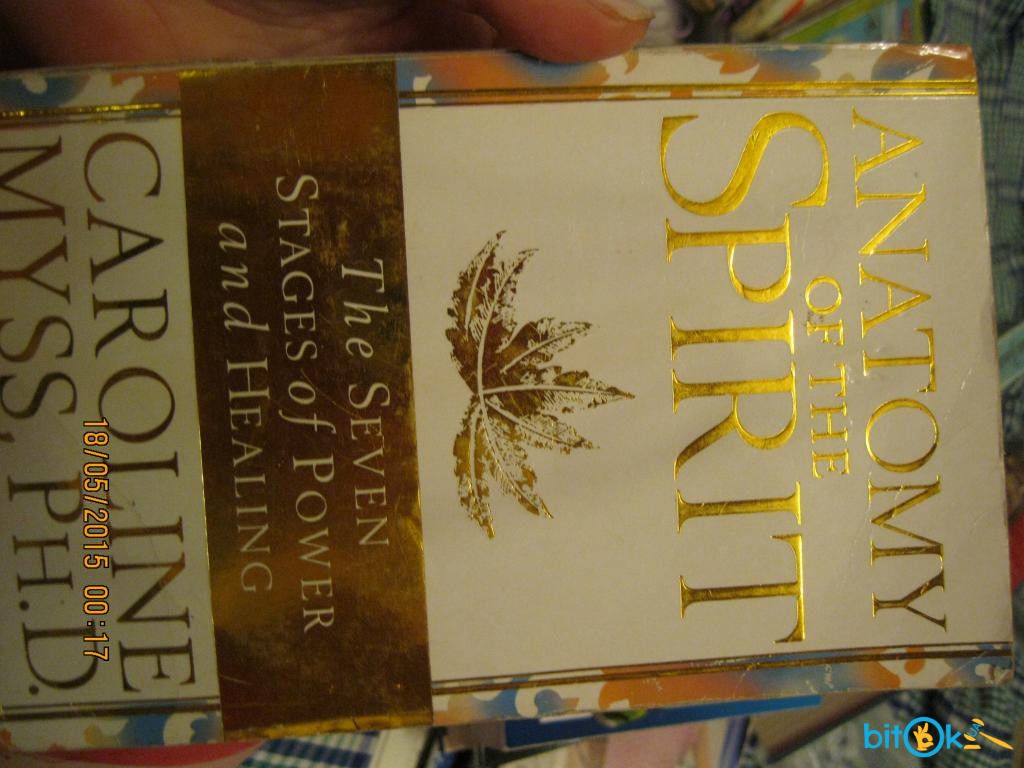 ANATOMY
OF THE
SPIRIT
The SEVEN
STAGES of POWER
and HEALING
CAROLINE
MYSS, PH.D.
18/05/2015 00:17